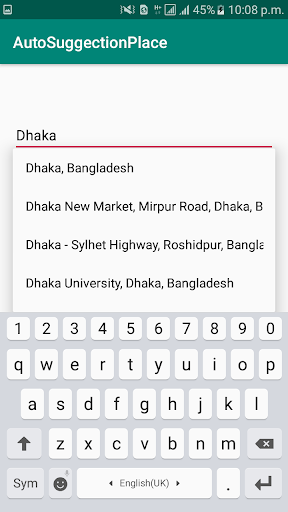 45% 10:08 p.m.
AutoSuggectionPlace
Dhaka
Dhaka, Bangladesh
Dhaka New Market, Mirpur Road, Dhaka, B
Dhaka - Sylhet Highway, Roshidpur, Bangla
Dhaka University, Dhaka, Bangladesh
1 2 3 4 5 6 7 8 9 0
q w e r t y u i o p
a s d f g h j k l
z x c v b n m
Sym English(UK) .